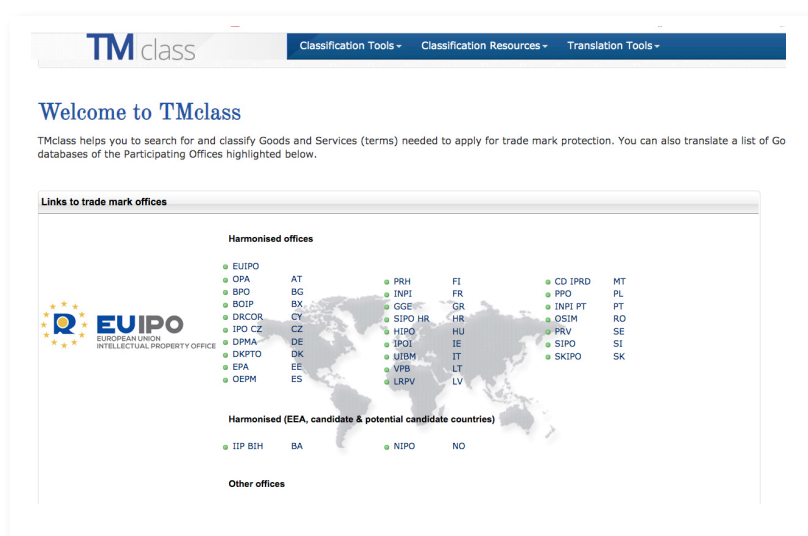 TMclass
Classification Tools Classification Resources Translation Tools
Welcome to TMclass
TMclass helps you to search for and classify Goods and Services (terms) needed to apply for trade mark protection. You can also translate a list of Go
databases of the Participating Offices highlighted below.
Links to trade mark offices
Harmonised offices
EUIPO
OPA AT
BPO BG
BOIP BX
DRCOR CY
IPO CZ CZ
DPMA DE
DKPTO DK
EPA EE
OEPM ES
PRH FI
INPI FR
GGE GR
SIPO HR HR
HIPO HU
IPOI IE
UIBM IT
VPB LT
LRPV LV
CD IPRD MT
PPO PL
INPI PT PT
OSIM RO
PRV SE
SIPO SI
SKIPO SK
R EUIPO
EUROPEAN UNION
INTELLECTUAL PROPERTY OFFICE
Harmonised (EEA, candidate & potential candidate countries)
IIP BIH BA
NIPO NO
Other offices